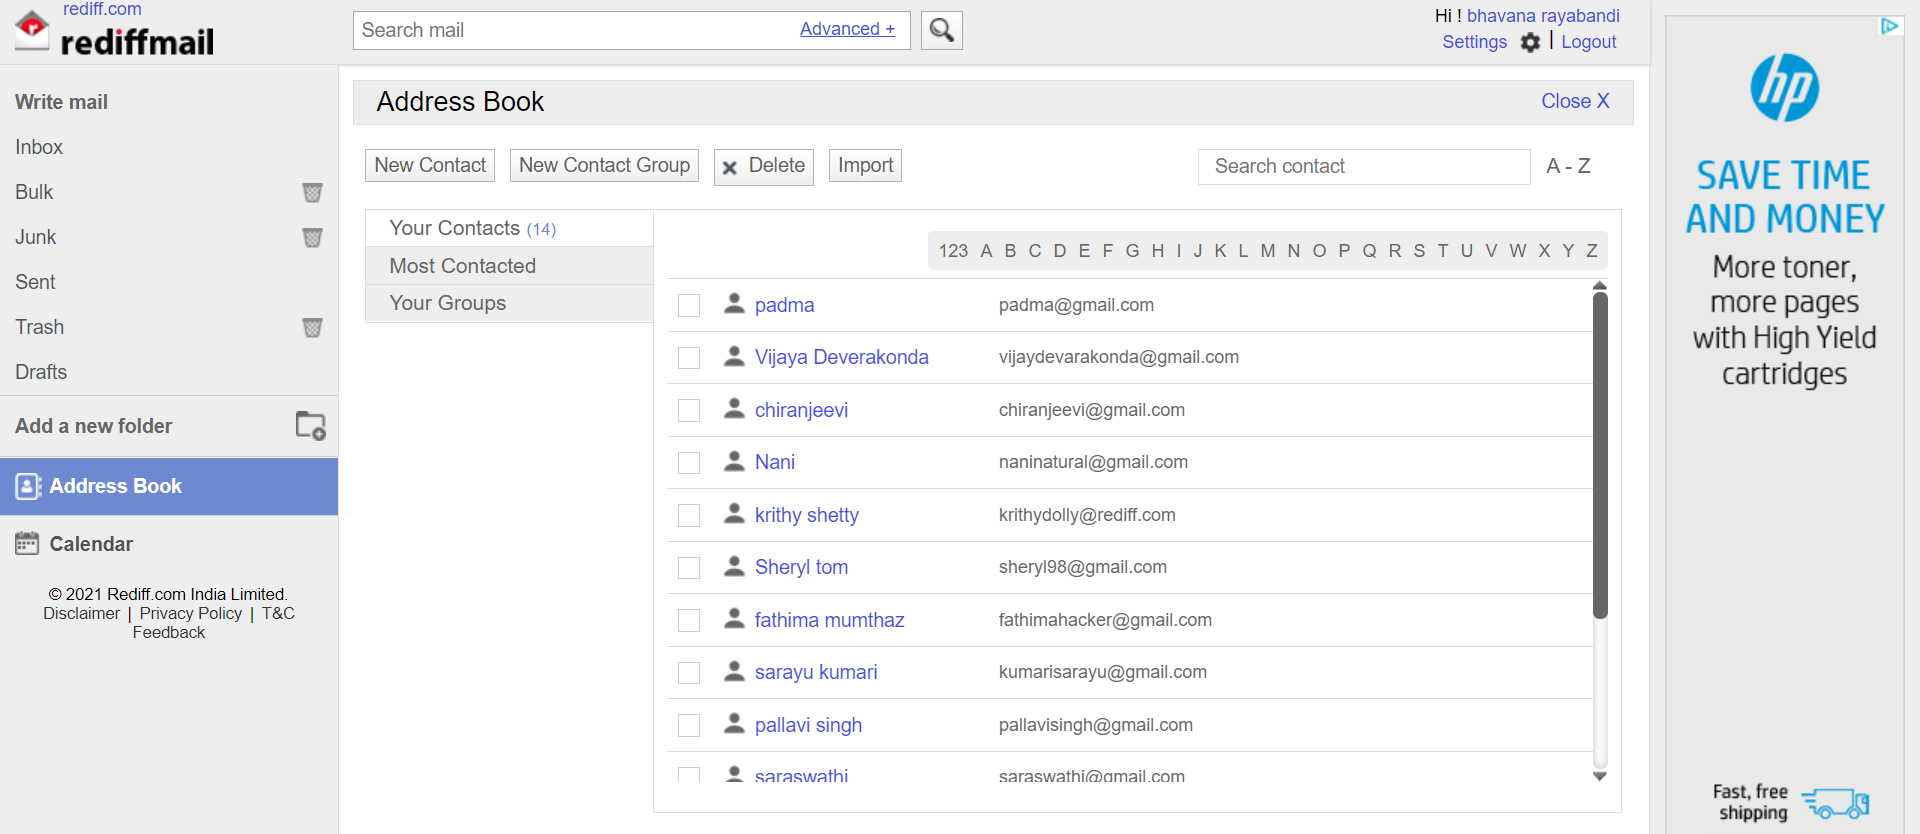 rediff.com
rediffmail
Search mail Advanced +
Hi ! bhavana rayabandi
Settings | Logout
Write mail
Inbox
Bulk
Junk
Sent
Trash
Drafts
Add a new folder
Address Book
Calendar
© 2021 Rediff.com India Limited.
Disclaimer | Privacy Policy | T&C
Feedback
Address Book Close X
New Contact New Contact Group Delete Import Search contact A - Z
Your Contacts (14)
Most Contacted
Your Groups
123 A B C D E F G H I J K L M N O P Q R S T U V W X Y Z
padma padma@gmail.com
Vijaya Deverakonda vijaydevarakonda@gmail.com
chiranjeevi chiranjeevi@gmail.com
Nani naninatural@gmail.com
krithy shetty krithydolly@rediff.com
Sheryl tom sheryl98@gmail.com
fathima mumthaz fathimahacker@gmail.com
sarayu kumari kumarisarayu@gmail.com
pallavi singh pallavisingh@gmail.com
saraswathi saraswathi@gmail.com
hp
SAVE TIME
AND MONEY
More toner,
more pages
with High Yield
cartridges
Fast, free
shipping